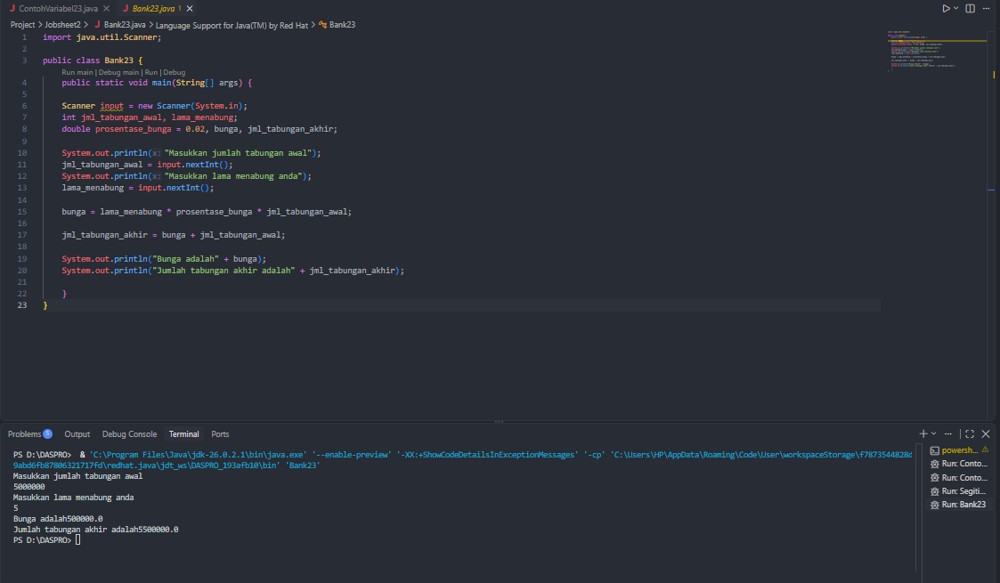 ContohVariabel23.java Bank23.java 1
Project > Jobsheet2 > Bank23.java > Language Support for Java(TM) by Red Hat > Bank23
1 import java.util.Scanner;
2
3 public class Bank23 {
Run main | Debug main | Run | Debug
4 public static void main(String[] args) {
5
6 Scanner input = new Scanner(System.in);
7 int jml_tabungan_awal, lama_menabung;
8 double prosentase_bunga = 0.02, bunga, jml_tabungan_akhir;
9
10 System.out.println(x: "Masukkan jumlah tabungan awal");
11 jml_tabungan_awal = input.nextInt();
12 System.out.println(x: "Masukkan lama menabung anda");
13 lama_menabung = input.nextInt();
14
15 bunga = lama_menabung * prosentase_bunga * jml_tabungan_awal;
16
17 jml_tabungan_akhir = bunga + jml_tabungan_awal;
18
19 System.out.println("Bunga adalah" + bunga);
20 System.out.println("Jumlah tabungan akhir adalah" + jml_tabungan_akhir);
21
22 }
23 }
Problems 5 Output Debug Console Terminal Ports
PS D:\DASPRO> & 'C:\Program Files\Java\jdk-26.0.2.1\bin\java.exe' '--enable-preview' '-XX:+ShowCodeDetailsInExceptionMessages' '-cp' 'C:\Users\HP\AppData\Roaming\Code\User\workspaceStorage\f7873544828d
9abd6fb87806321717fd\redhat.java\jdt_ws\DASPRO_193afb10\bin' 'Bank23'
Masukkan jumlah tabungan awal
5000000
Masukkan lama menabung anda
5
Bunga adalah500000.0
Jumlah tabungan akhir adalah5500000.0
PS D:\DASPRO>
powersh...
Run: Conto...
Run: Conto...
Run: Segiti...
Run: Bank23